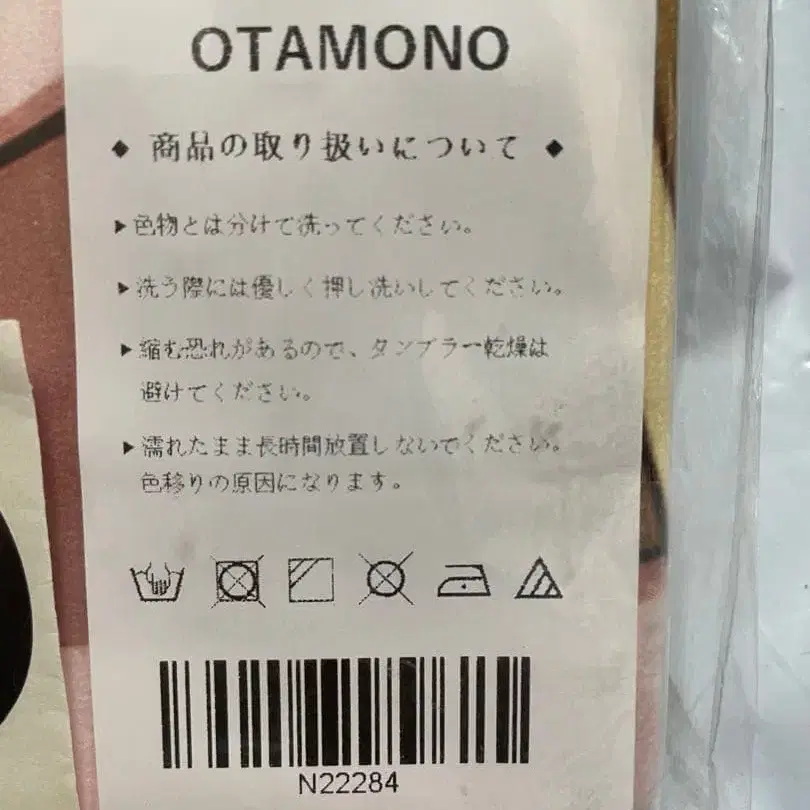 OTAMONO
◆ 商品の取り扱いについて ◆
▶色物とは分けて洗ってください。
▶洗う際には優しく押し洗いしてください。
▶縮む恐れがあるので、タンブラー乾燥は
避けてください。
▶濡れたまま長時間放置しないでください。
色移りの原因になります。
N22284